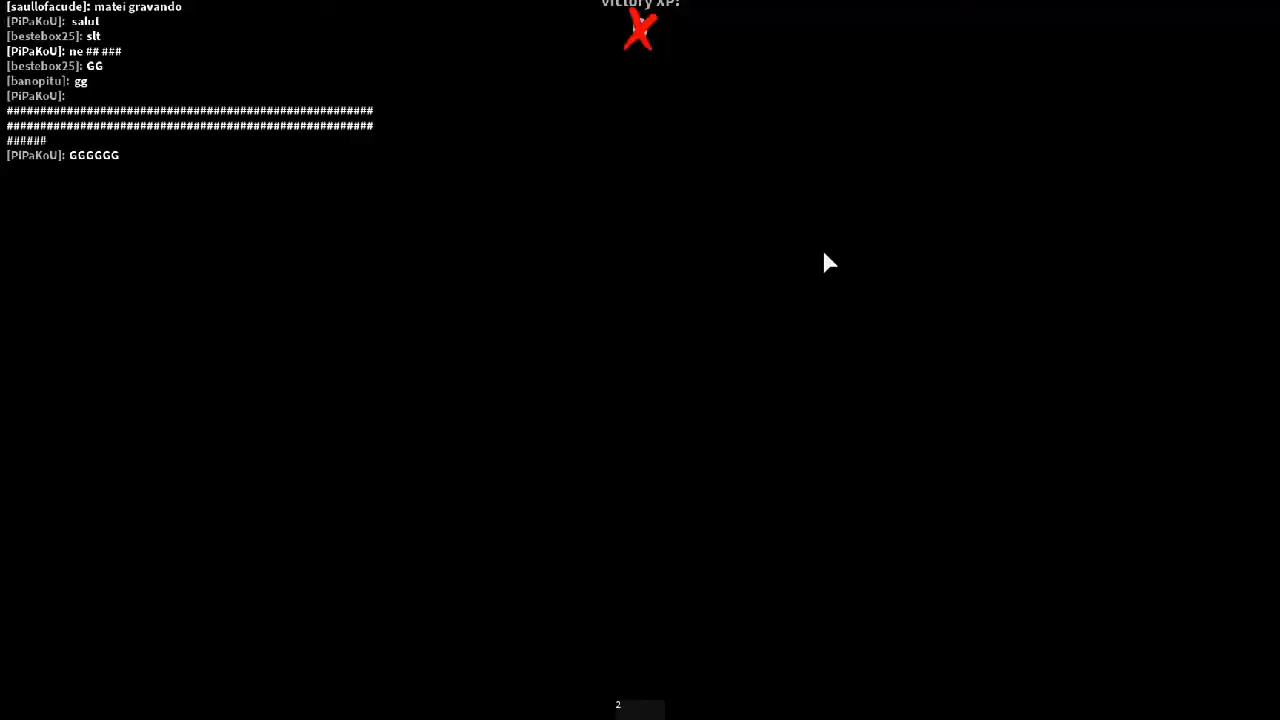 [saullofacude]: matei gravando
[PiPaKoU]: salut
[bestebox25]: slt
[PiPaKoU]: ne ## ###
[bestebox25]: GG
[banopitu]: gg
[PiPaKoU]:
#######################################################
#######################################################
######
[PiPaKoU]: GGGGGG
Victory XP:
2